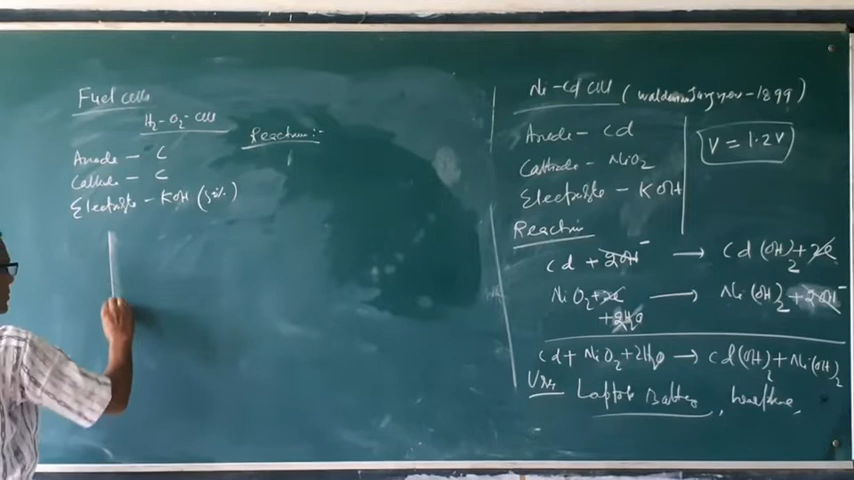 Fuel cells
H2-O2-Cell
Reaction:-
Anode - C
Cathode - C
Electrolyte - KOH
Ni-Cd Cell ( - 1899)
Anode - Cd
Cathode - NiO2
Electrolyte - KOH
V = 1.2V
Reaction
Cd + 2OH- → Cd(OH)2 + 2e
NiO2 + 2e → Ni(OH)2 + 2OH-
+ 2H2O
Cd + NiO2 + 2H2O → Cd(OH)2 + Ni(OH)2
Uses Laptop Battery,